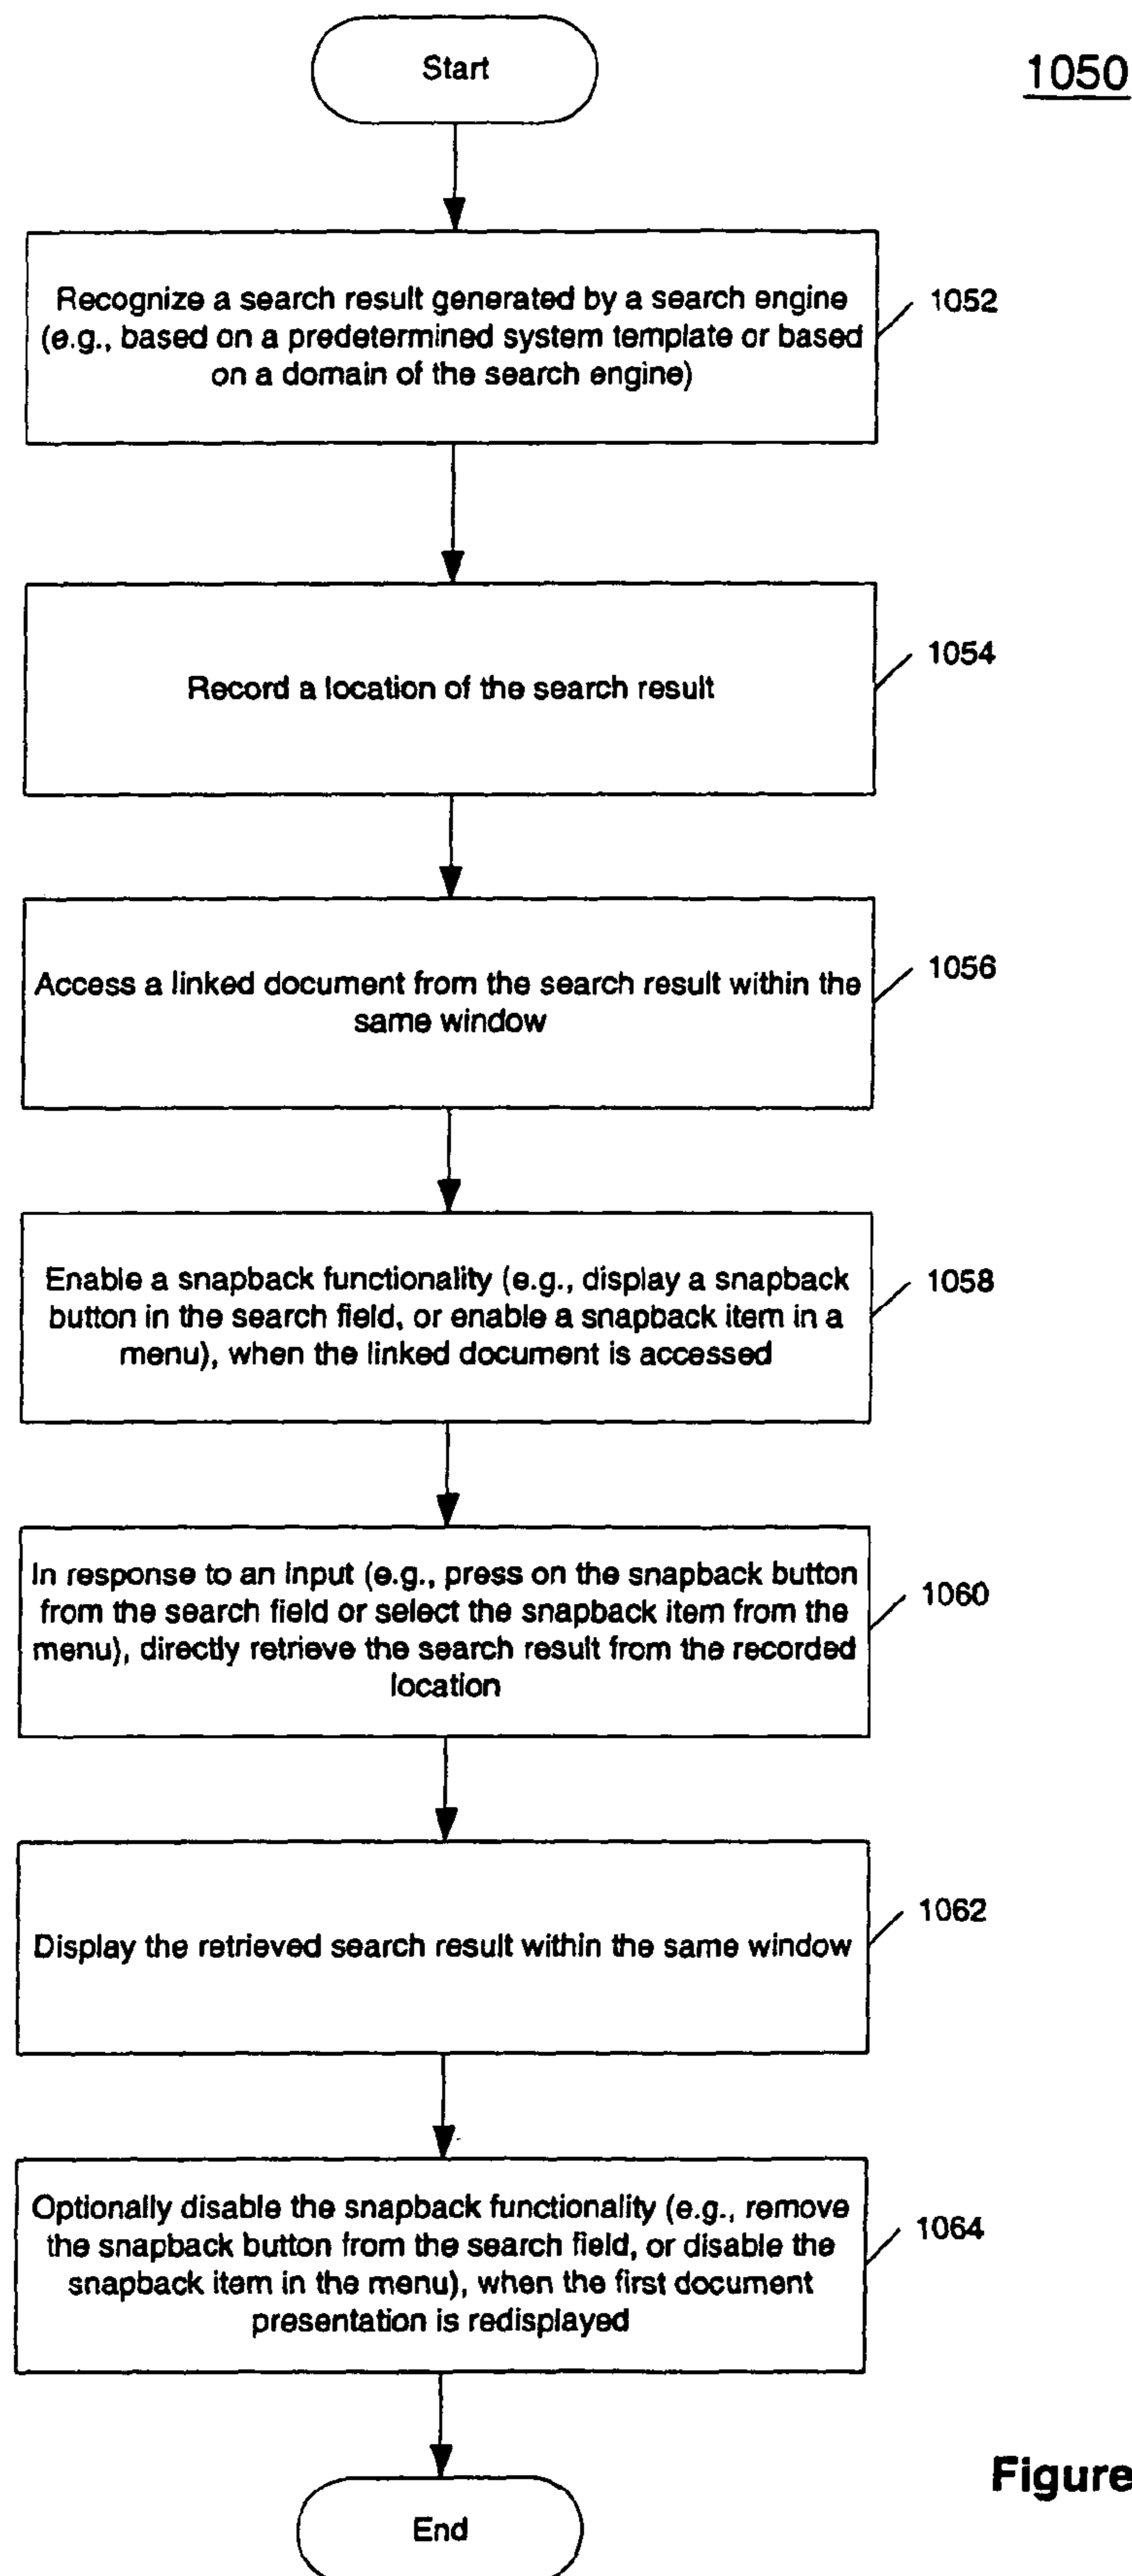 Start
1050
Recognize a search result generated by a search engine
(e.g., based on a predetermined system template or based
on a domain of the search engine)
1052
Record a location of the search result
1054
Access a linked document from the search result within the
same window
1056
Enable a snapback functionality (e.g., display a snapback
button in the search field, or enable a snapback item in a
menu), when the linked document is accessed
1058
In response to an input (e.g., press on the snapback button
from the search field or select the snapback item from the
menu), directly retrieve the search result from the recorded
location
1060
Display the retrieved search result within the same window
1062
Optionally disable the snapback functionality (e.g., remove
the snapback button from the search field, or disable the
snapback item in the menu), when the first document
presentation is redisplayed
1064
Figure
End